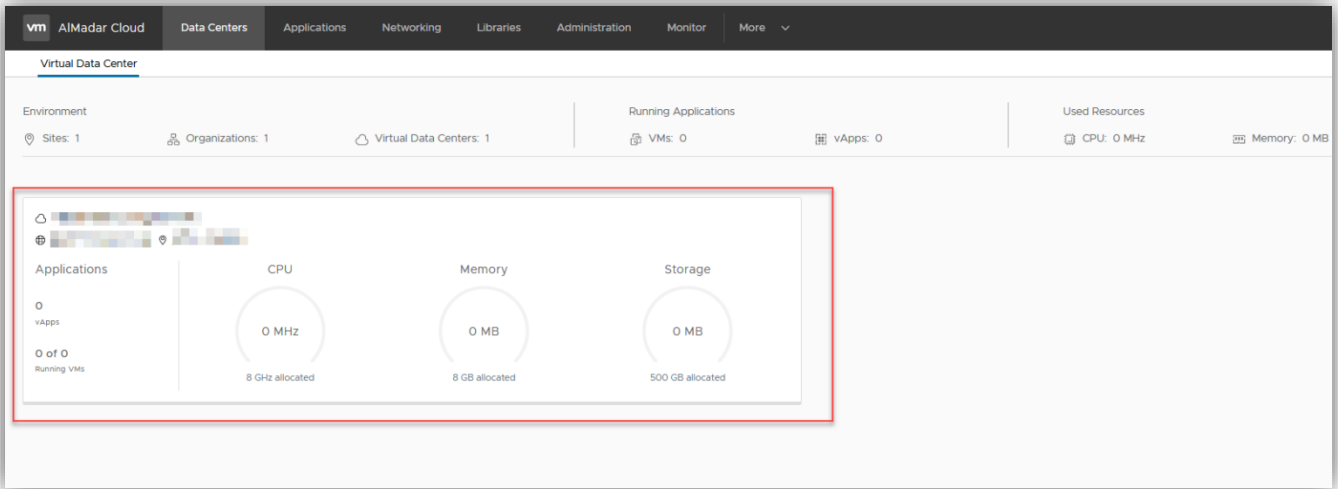 vm AlMadar Cloud Data Centers Applications Networking Libraries Administration Monitor More
Virtual Data Center
Environment Running Applications Used Resources
Sites: 1 Organizations: 1 Virtual Data Centers: 1 VMs: 0 vApps: 0 CPU: 0 MHz Memory: 0 MB
Applications CPU Memory Storage
0
vApps
0 MHz 0 MB 0 MB
0 of 0
Running VMs
8 GHz allocated 8 GB allocated 500 GB allocated